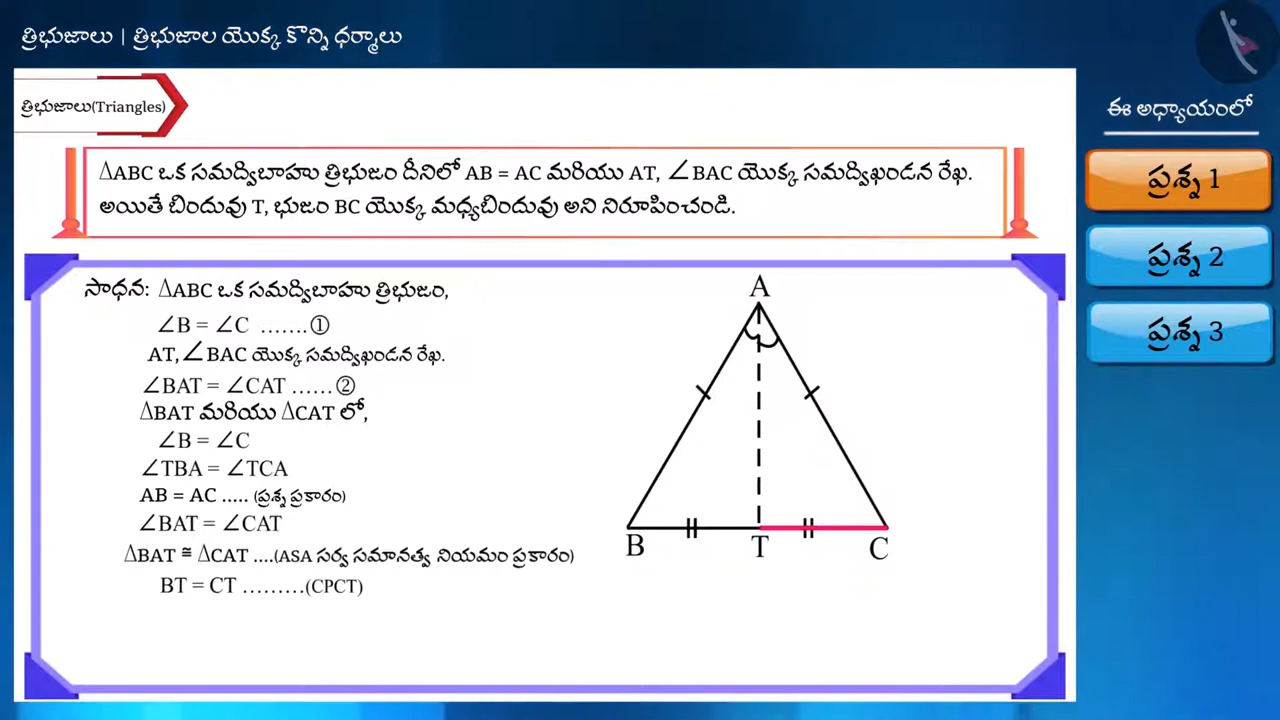 త్రిభుజాలు | త్రిభుజాల యొక్క కొన్ని ధర్మాలు
త్రిభుజాలు(Triangles)
ఈ అధ్యాయంలో
ప్రశ్న 1
ప్రశ్న 2
ప్రశ్న 3
ΔABC ఒక సమద్విబాహు త్రిభుజం దీనిలో AB = AC మరియు AT, ∠BAC యొక్క సమద్విఖండన రేఖ.
అయితే బిందువు T, భుజం BC యొక్క మధ్యబిందువు అని నిరూపించండి.
సాధన: ΔABC ఒక సమద్విబాహు త్రిభుజం,
∠B = ∠C .......①
AT, ∠BAC యొక్క సమద్విఖండన రేఖ.
∠BAT = ∠CAT ......②
ΔBAT మరియు ΔCAT లో,
∠B = ∠C
∠TBA = ∠TCA
AB = AC ..... (ప్రశ్న ప్రకారం)
∠BAT = ∠CAT
ΔBAT ≅ ΔCAT ....(ASA సర్వ సమానత్వ నియమం ప్రకారం)
BT = CT .........(CPCT)
A
B T C